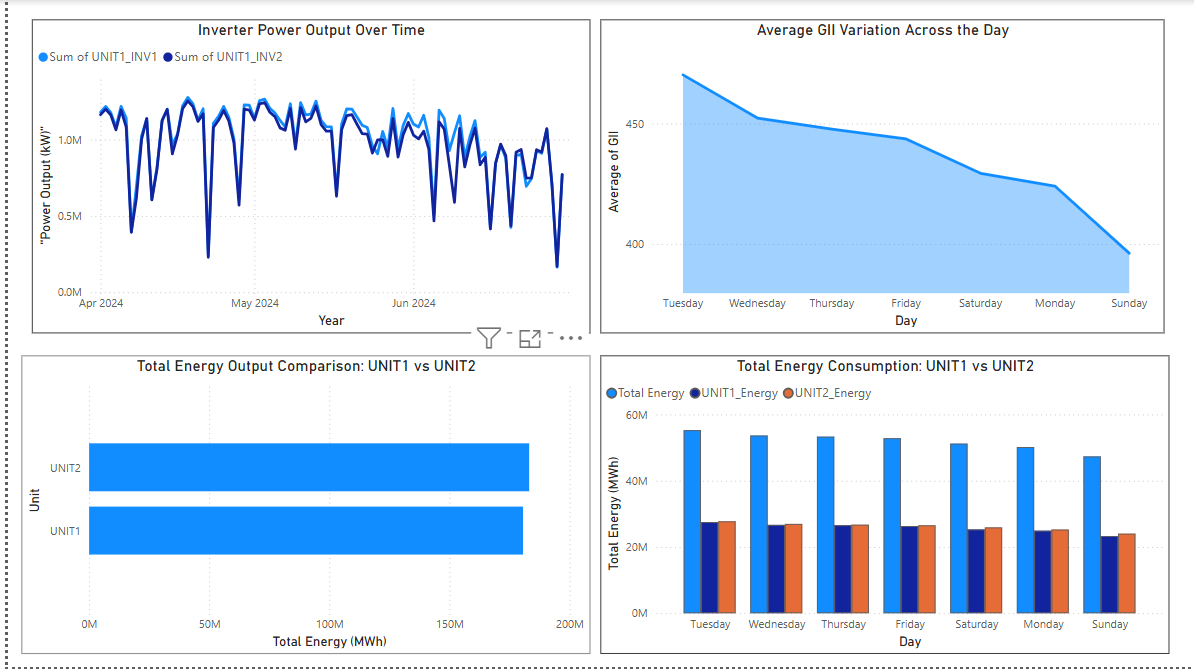 Inverter Power Output Over Time
Sum of UNIT1_INV1 Sum of UNIT1_INV2
"Power Output (kW)"
1.0M
0.5M
0.0M
Apr 2024 May 2024 Jun 2024
Year
Average GII Variation Across the Day
Average of GII
450
400
Tuesday Wednesday Thursday Friday Saturday Monday Sunday
Day
Total Energy Output Comparison: UNIT1 vs UNIT2
Unit
UNIT2
UNIT1
0M 50M 100M 150M 200M
Total Energy (MWh)
Total Energy Consumption: UNIT1 vs UNIT2
Total Energy UNIT1_Energy UNIT2_Energy
Total Energy (MWh)
60M
40M
20M
0M
Tuesday Wednesday Thursday Friday Saturday Monday Sunday
Day